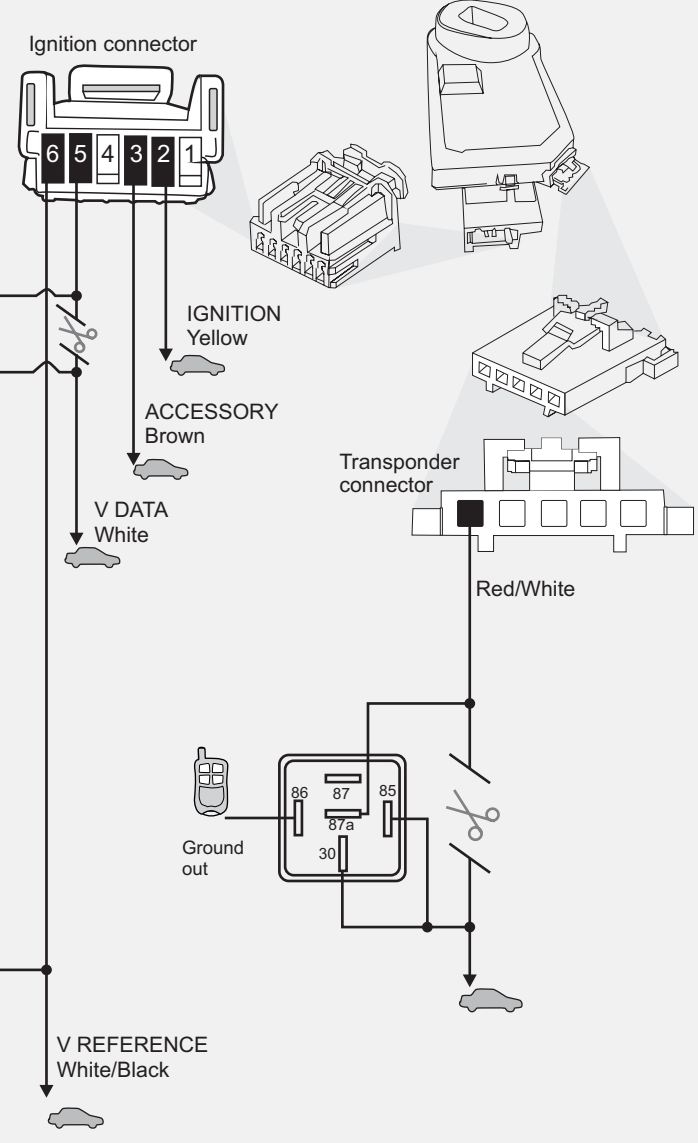 Ignition connector
6 5 4 3 2 1
IGNITION
Yellow
ACCESSORY
Brown
Transponder
connector
V DATA
White
Red/White
86 87 85
87a
30
Ground
out
V REFERENCE
White/Black